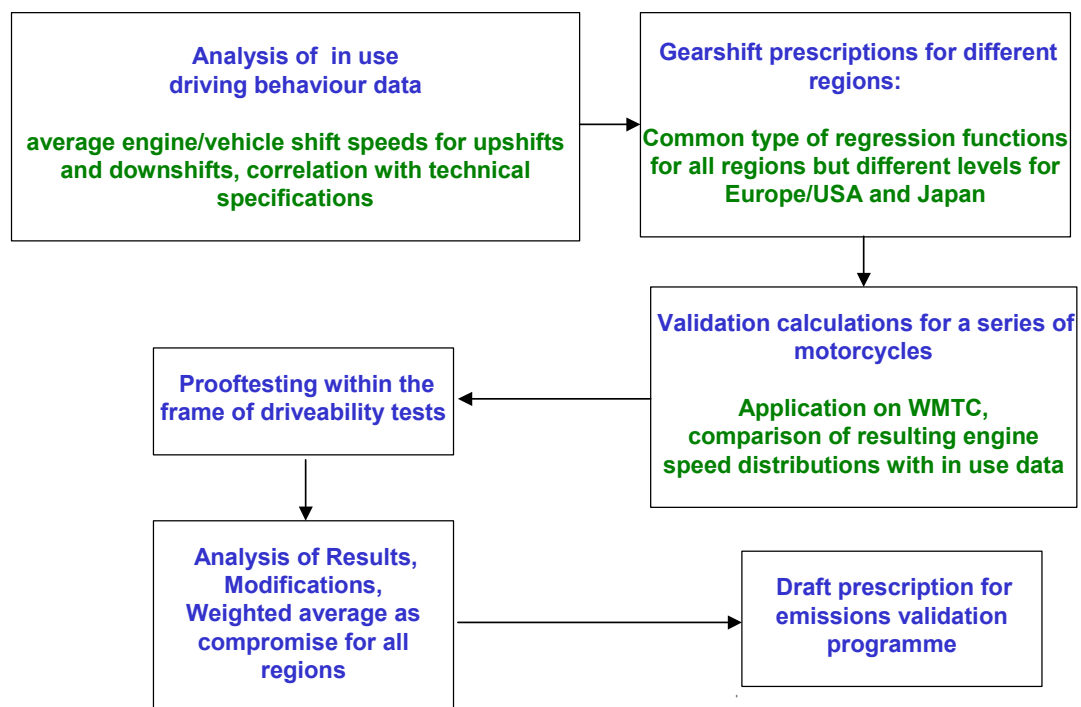 Analysis of in use
driving behaviour data
average engine/vehicle shift speeds for upshifts
and downshifts, correlation with technical
specifications
Gearshift prescriptions for different
regions:
Common type of regression functions
for all regions but different levels for
Europe/USA and Japan
Validation calculations for a series of
motorcycles
Application on WMTC,
comparison of resulting engine
speed distributions with in use data
Prooftesting within the
frame of driveability tests
Analysis of Results,
Modifications,
Weighted average as
compromise for all
regions
Draft prescription for
emissions validation
programme